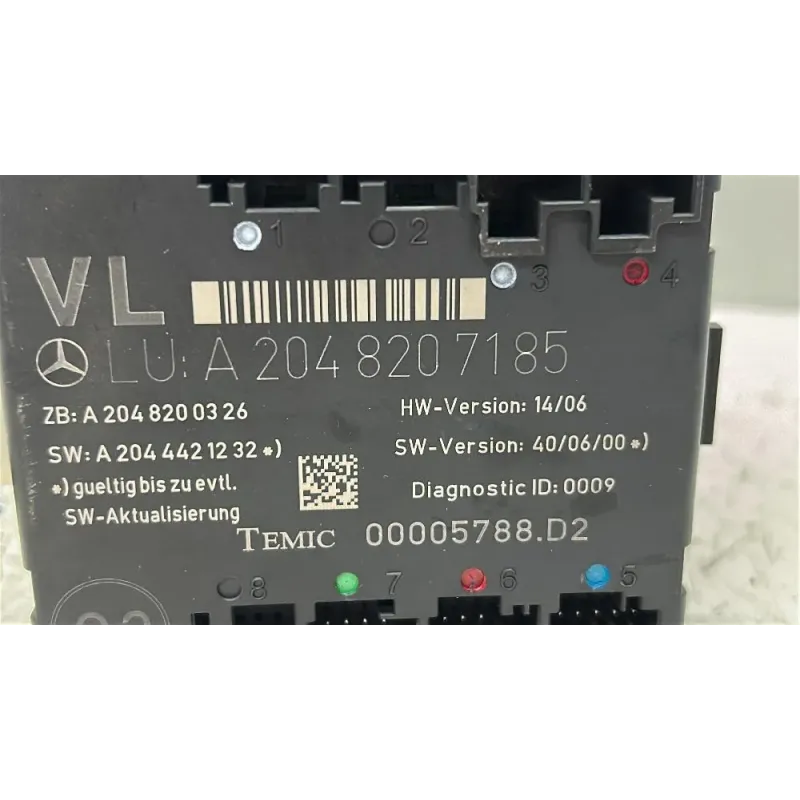 1 2
3 4
VL
LU: A 204 820 71 85
ZB: A 204 820 03 26
HW-Version: 14/06
SW: A 204 442 12 32 *)
SW-Version: 40/06/00 *)
*) gueltig bis zu evtl.
SW-Aktualisierung
Diagnostic ID: 0009
TEMIC 00005788.D2
8 7 6 5